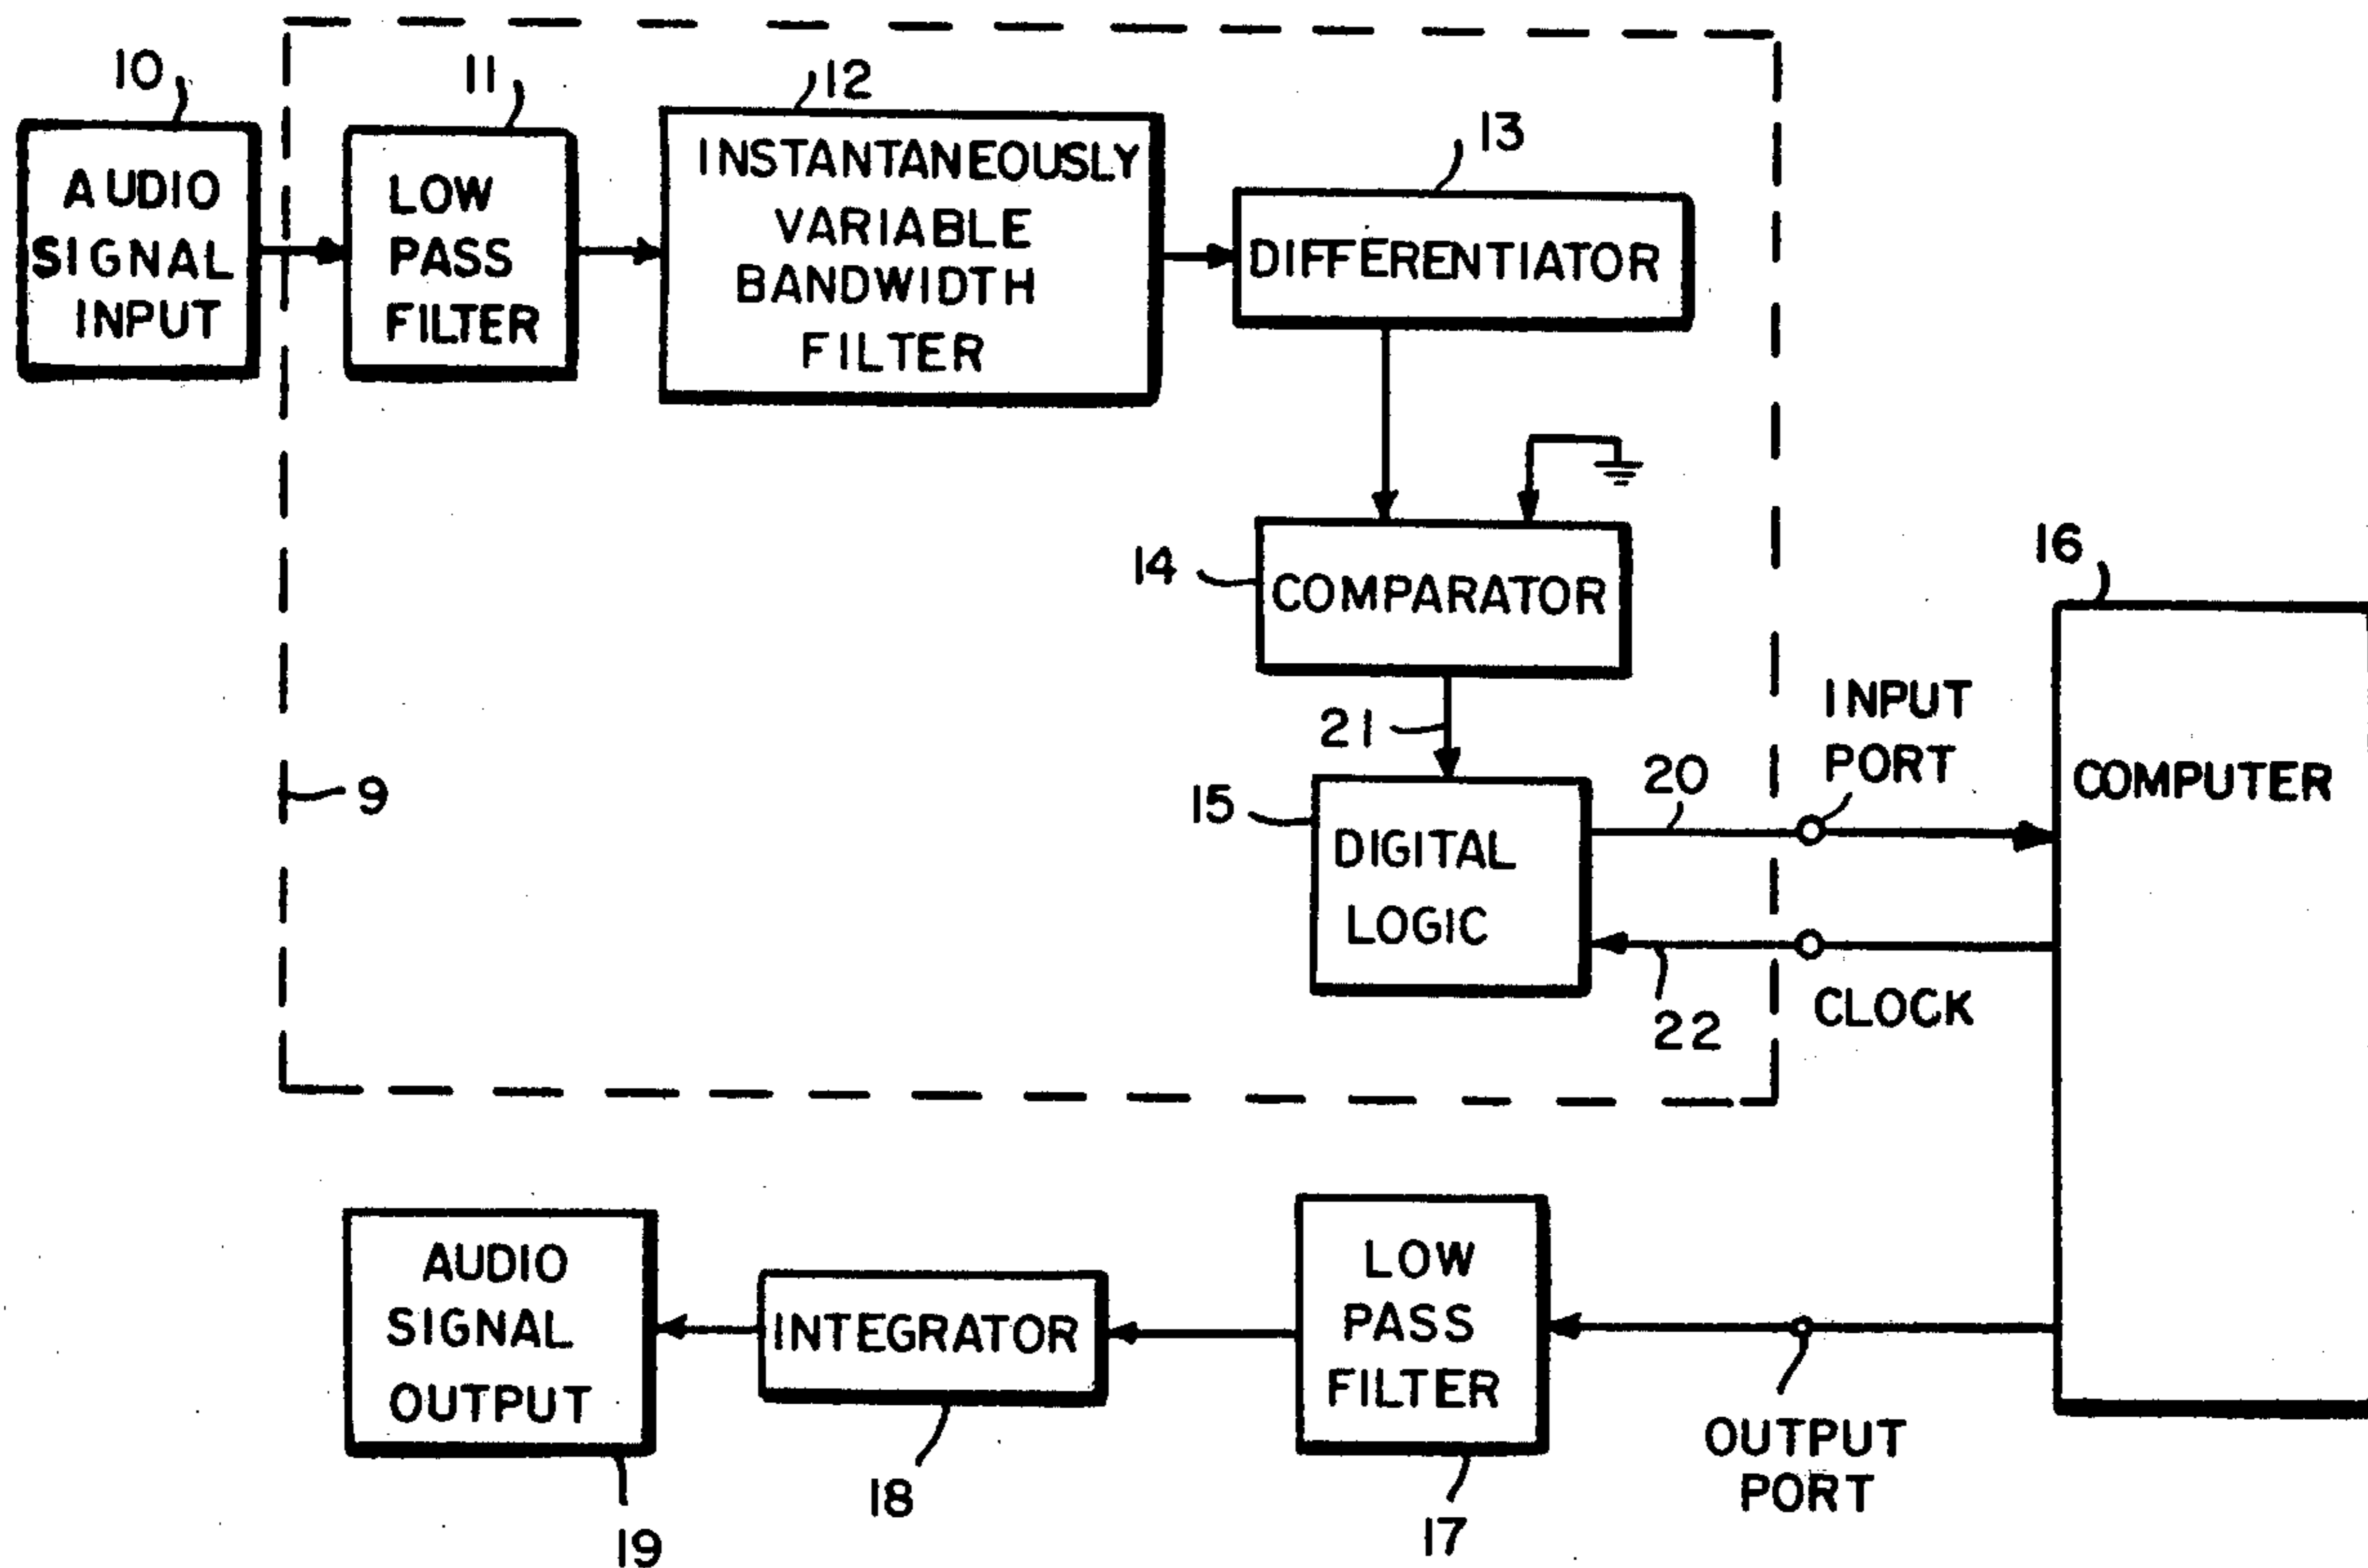 10
11
12
13
AUDIO
SIGNAL
INPUT
LOW
PASS
FILTER
INSTANTANEOUSLY
VARIABLE
BANDWIDTH
FILTER
DIFFERENTIATOR
14
COMPARATOR
16
21
INPUT
PORT
20
COMPUTER
9
15
DIGITAL
LOGIC
22
CLOCK
AUDIO
SIGNAL
OUTPUT
INTEGRATOR
LOW
PASS
FILTER
OUTPUT
PORT
18
17
19